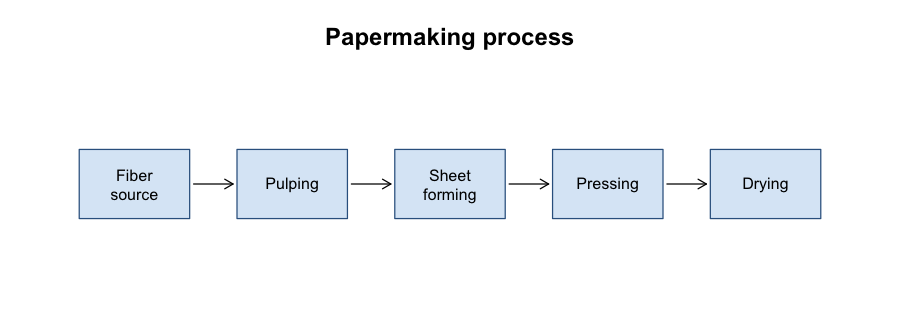 Papermaking process
Fiber
source
Pulping
Sheet
forming
Pressing
Drying